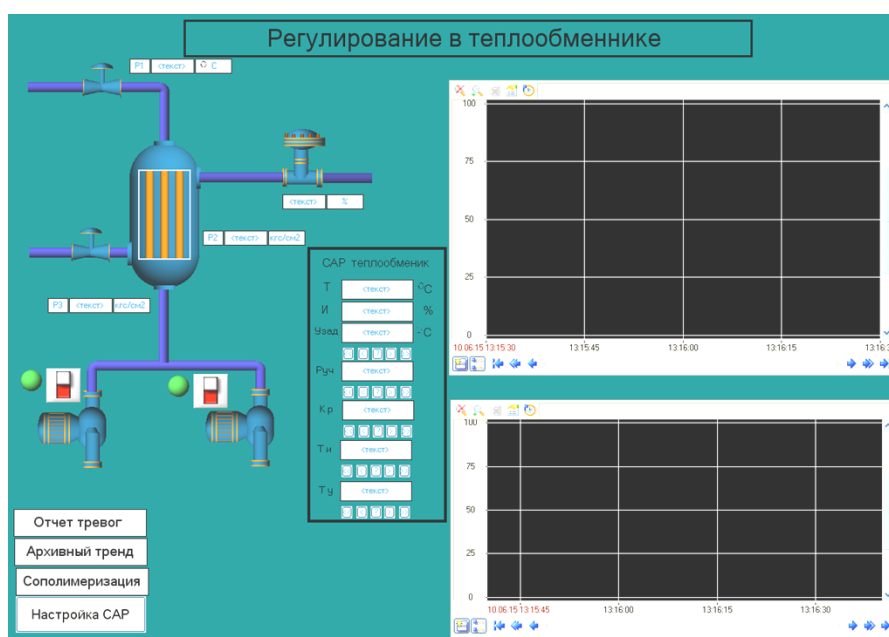 Регулирование в теплообменнике
P1 <текст> °C
<текст> %
P2 <текст> кгс/см2
P3 <текст> кгс/см2
САР теплообменик
Т <текст> °C
И <текст> %
Узад <текст> °C
Руч <текст>
Кр <текст>
Ти <текст>
Ту <текст>
Отчет тревог
Архивный тренд
Сополимеризация
Настройка САР
100
75
50
25
0
10.06.15 13:15:30 13:15:45 13:16:00 13:16:15
100
75
50
25
0
10.06.15 13:15:45 13:16:00 13:16:15 13:16:30